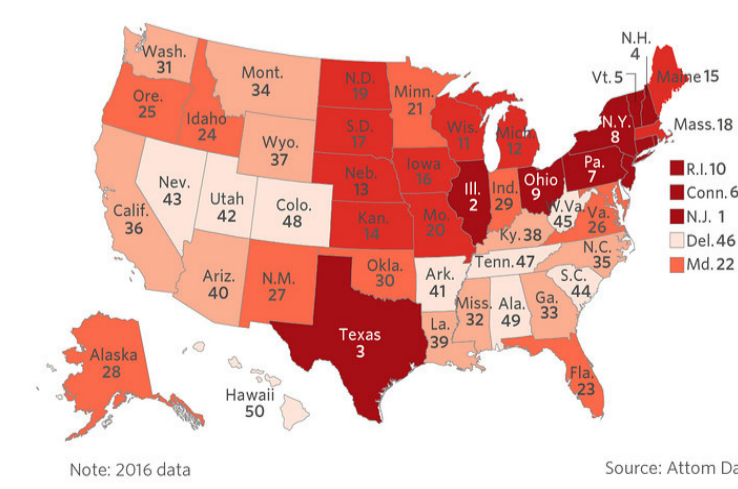 N.H.
4
Wash.
31
Mont.
34
N.D.
19
Minn.
21
Vt. 5
Maine 15
Ore.
25
Idaho
24
S.D.
17
Wis.
11
Mich.
12
N.Y.
8
Mass. 18
Wyo.
37
Neb.
13
Iowa
16
Pa.
7
R.I. 10
Nev.
43
Utah
42
Colo.
48
Ill.
2
Ind.
29
Ohio
9
Conn. 6
Calif.
36
Kan.
14
Mo.
20
W.Va.
45
Va.
26
N.J. 1
Ky. 38
Del. 46
Ariz.
40
N.M.
27
Okla.
30
Ark.
41
Tenn. 47
N.C.
35
Md. 22
S.C.
44
Texas
3
La.
39
Miss.
32
Ala.
49
Ga.
33
Alaska
28
Hawaii
50
Fla.
23
Note: 2016 data
Source: Attom Da